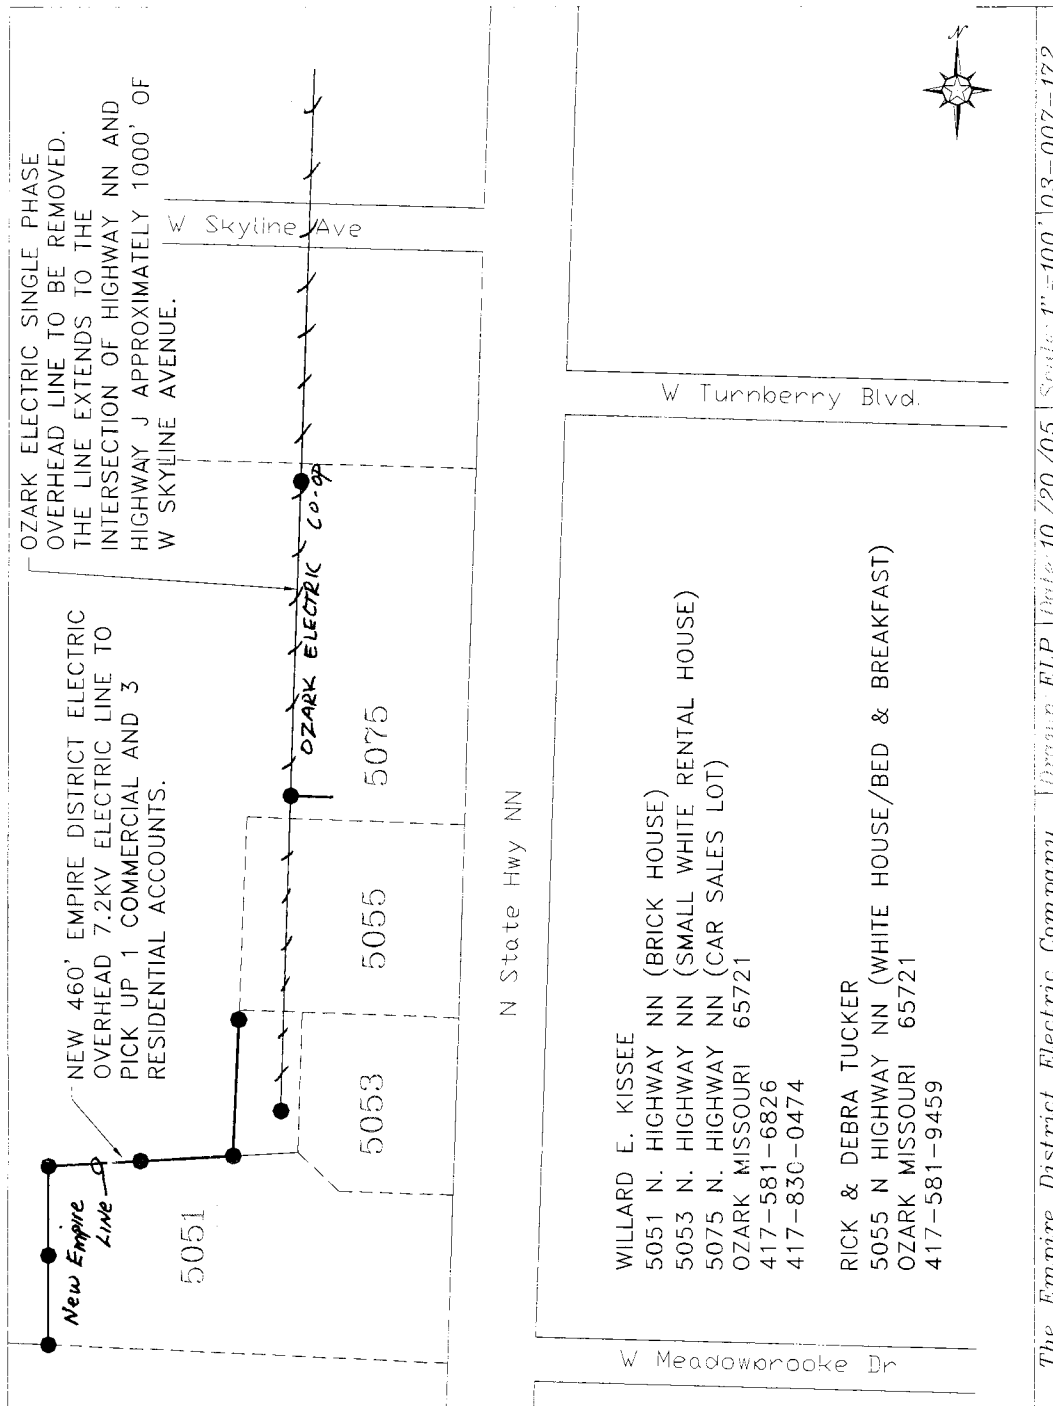 OZARK ELECTRIC SINGLE PHASE
OVERHEAD LINE TO BE REMOVED.
THE LINE EXTENDS TO THE
INTERSECTION OF HIGHWAY NN AND
HIGHWAY J APPROXIMATELY 1000' OF
W SKYLINE AVENUE.
NEW 460' EMPIRE DISTRICT ELECTRIC
OVERHEAD 7.2KV ELECTRIC LINE TO
PICK UP 1 COMMERCIAL AND 3
RESIDENTIAL ACCOUNTS.
New Empire
LINE
OZARK ELECTRIC CO-OP
W Skyline Ave
5051
5053
5055
5075
N State Hwy NN
W Turnberry Blvd.
W Meadowbrooke Dr
N
WILLARD E. KISSEE
5051 N. HIGHWAY NN (BRICK HOUSE)
5053 N. HIGHWAY NN (SMALL WHITE RENTAL HOUSE)
5075 N. HIGHWAY NN (CAR SALES LOT)
OZARK MISSOURI 65721
417-581-6826
417-830-0474
RICK & DEBRA TUCKER
5055 N HIGHWAY NN (WHITE HOUSE/BED & BREAKFAST)
OZARK MISSOURI 65721
417-581-9459
The Empire District Electric Company
Drawn: ELP
Date: 10/20/05
Scale: 1"=100'
03-007-172